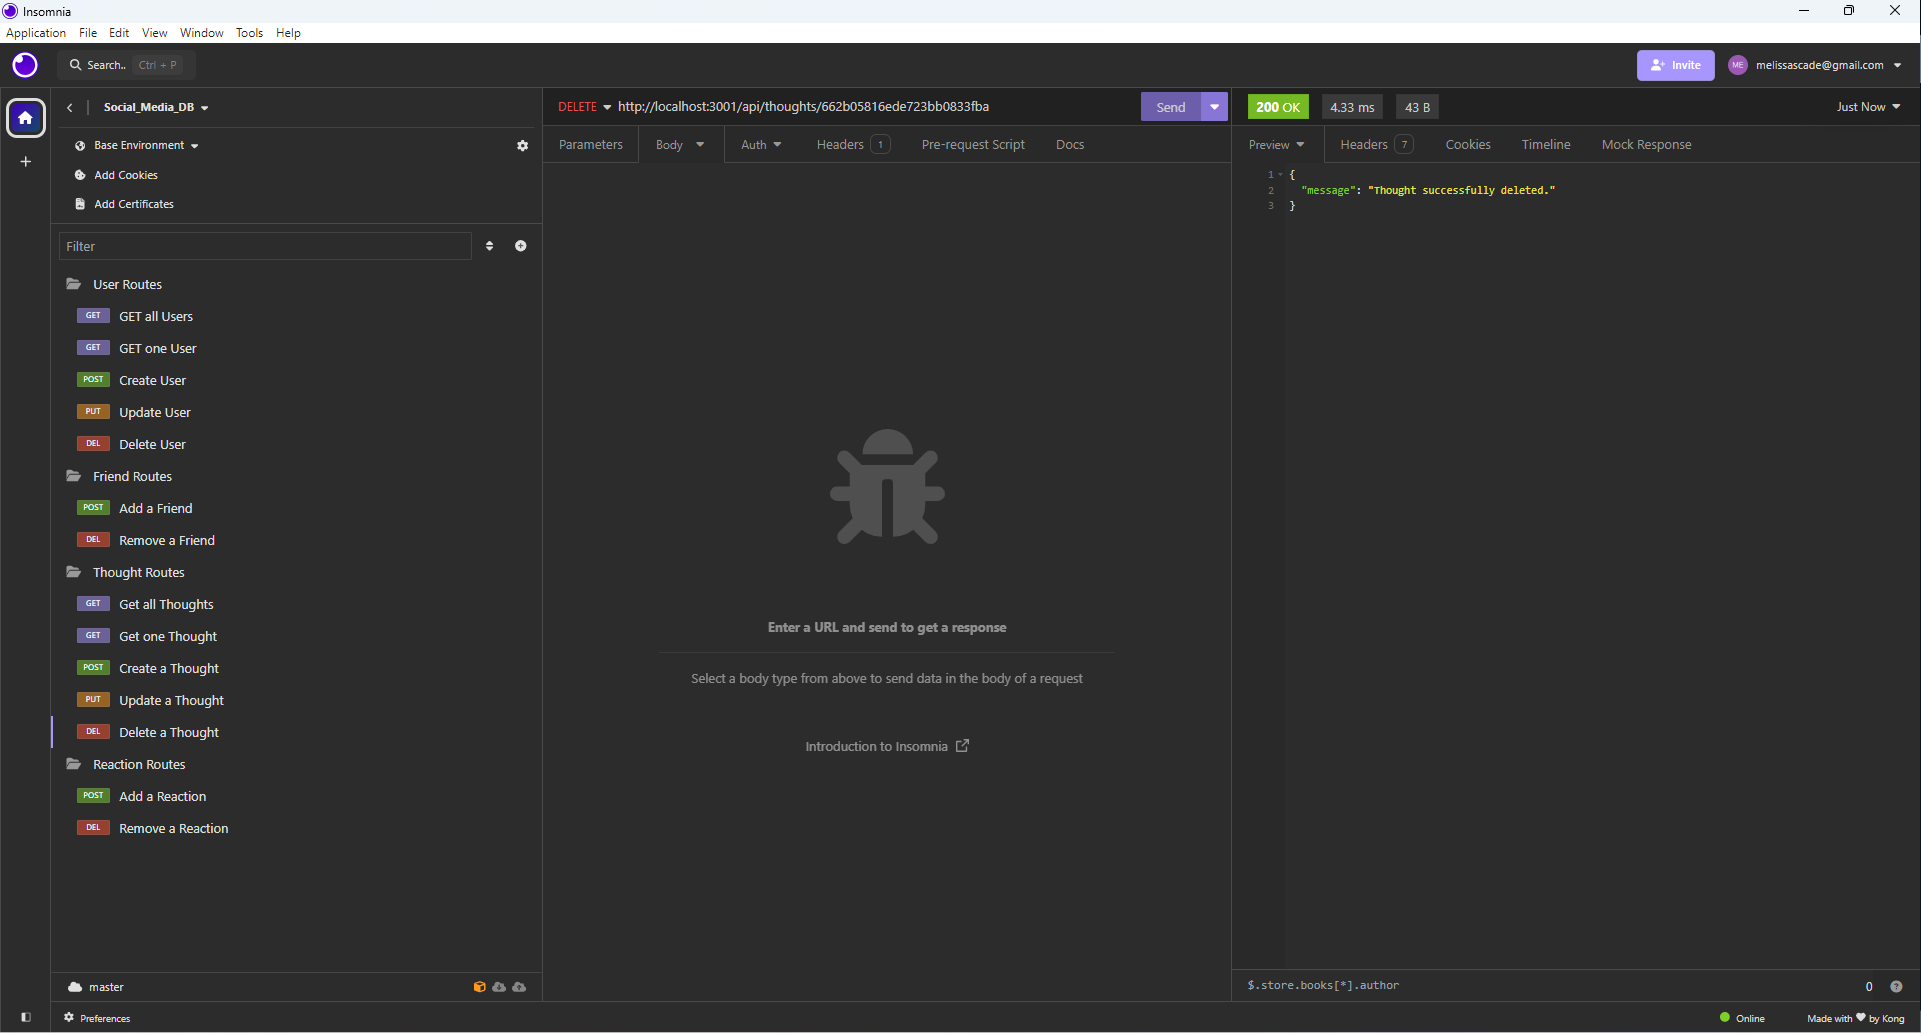 Insomnia
Application File Edit View Window Tools Help
Search.. Ctrl + P
Invite
ME melissascade@gmail.com
Social_Media_DB
Base Environment
Add Cookies
Add Certificates
Filter
User Routes
GET GET all Users
GET GET one User
POST Create User
PUT Update User
DEL Delete User
Friend Routes
POST Add a Friend
DEL Remove a Friend
Thought Routes
GET Get all Thoughts
GET Get one Thought
POST Create a Thought
PUT Update a Thought
DEL Delete a Thought
Reaction Routes
POST Add a Reaction
DEL Remove a Reaction
master
Preferences
DELETE http://localhost:3001/api/thoughts/662b05816ede723bb0833fba Send
Parameters Body Auth Headers 1 Pre-request Script Docs
Enter a URL and send to get a response
Select a body type from above to send data in the body of a request
Introduction to Insomnia
200 OK 4.33 ms 43 B Just Now
Preview Headers 7 Cookies Timeline Mock Response
1 {
2 "message": "Thought successfully deleted."
3 }
$.store.books[*].author 0 ?
Online Made with ♥ by Kong